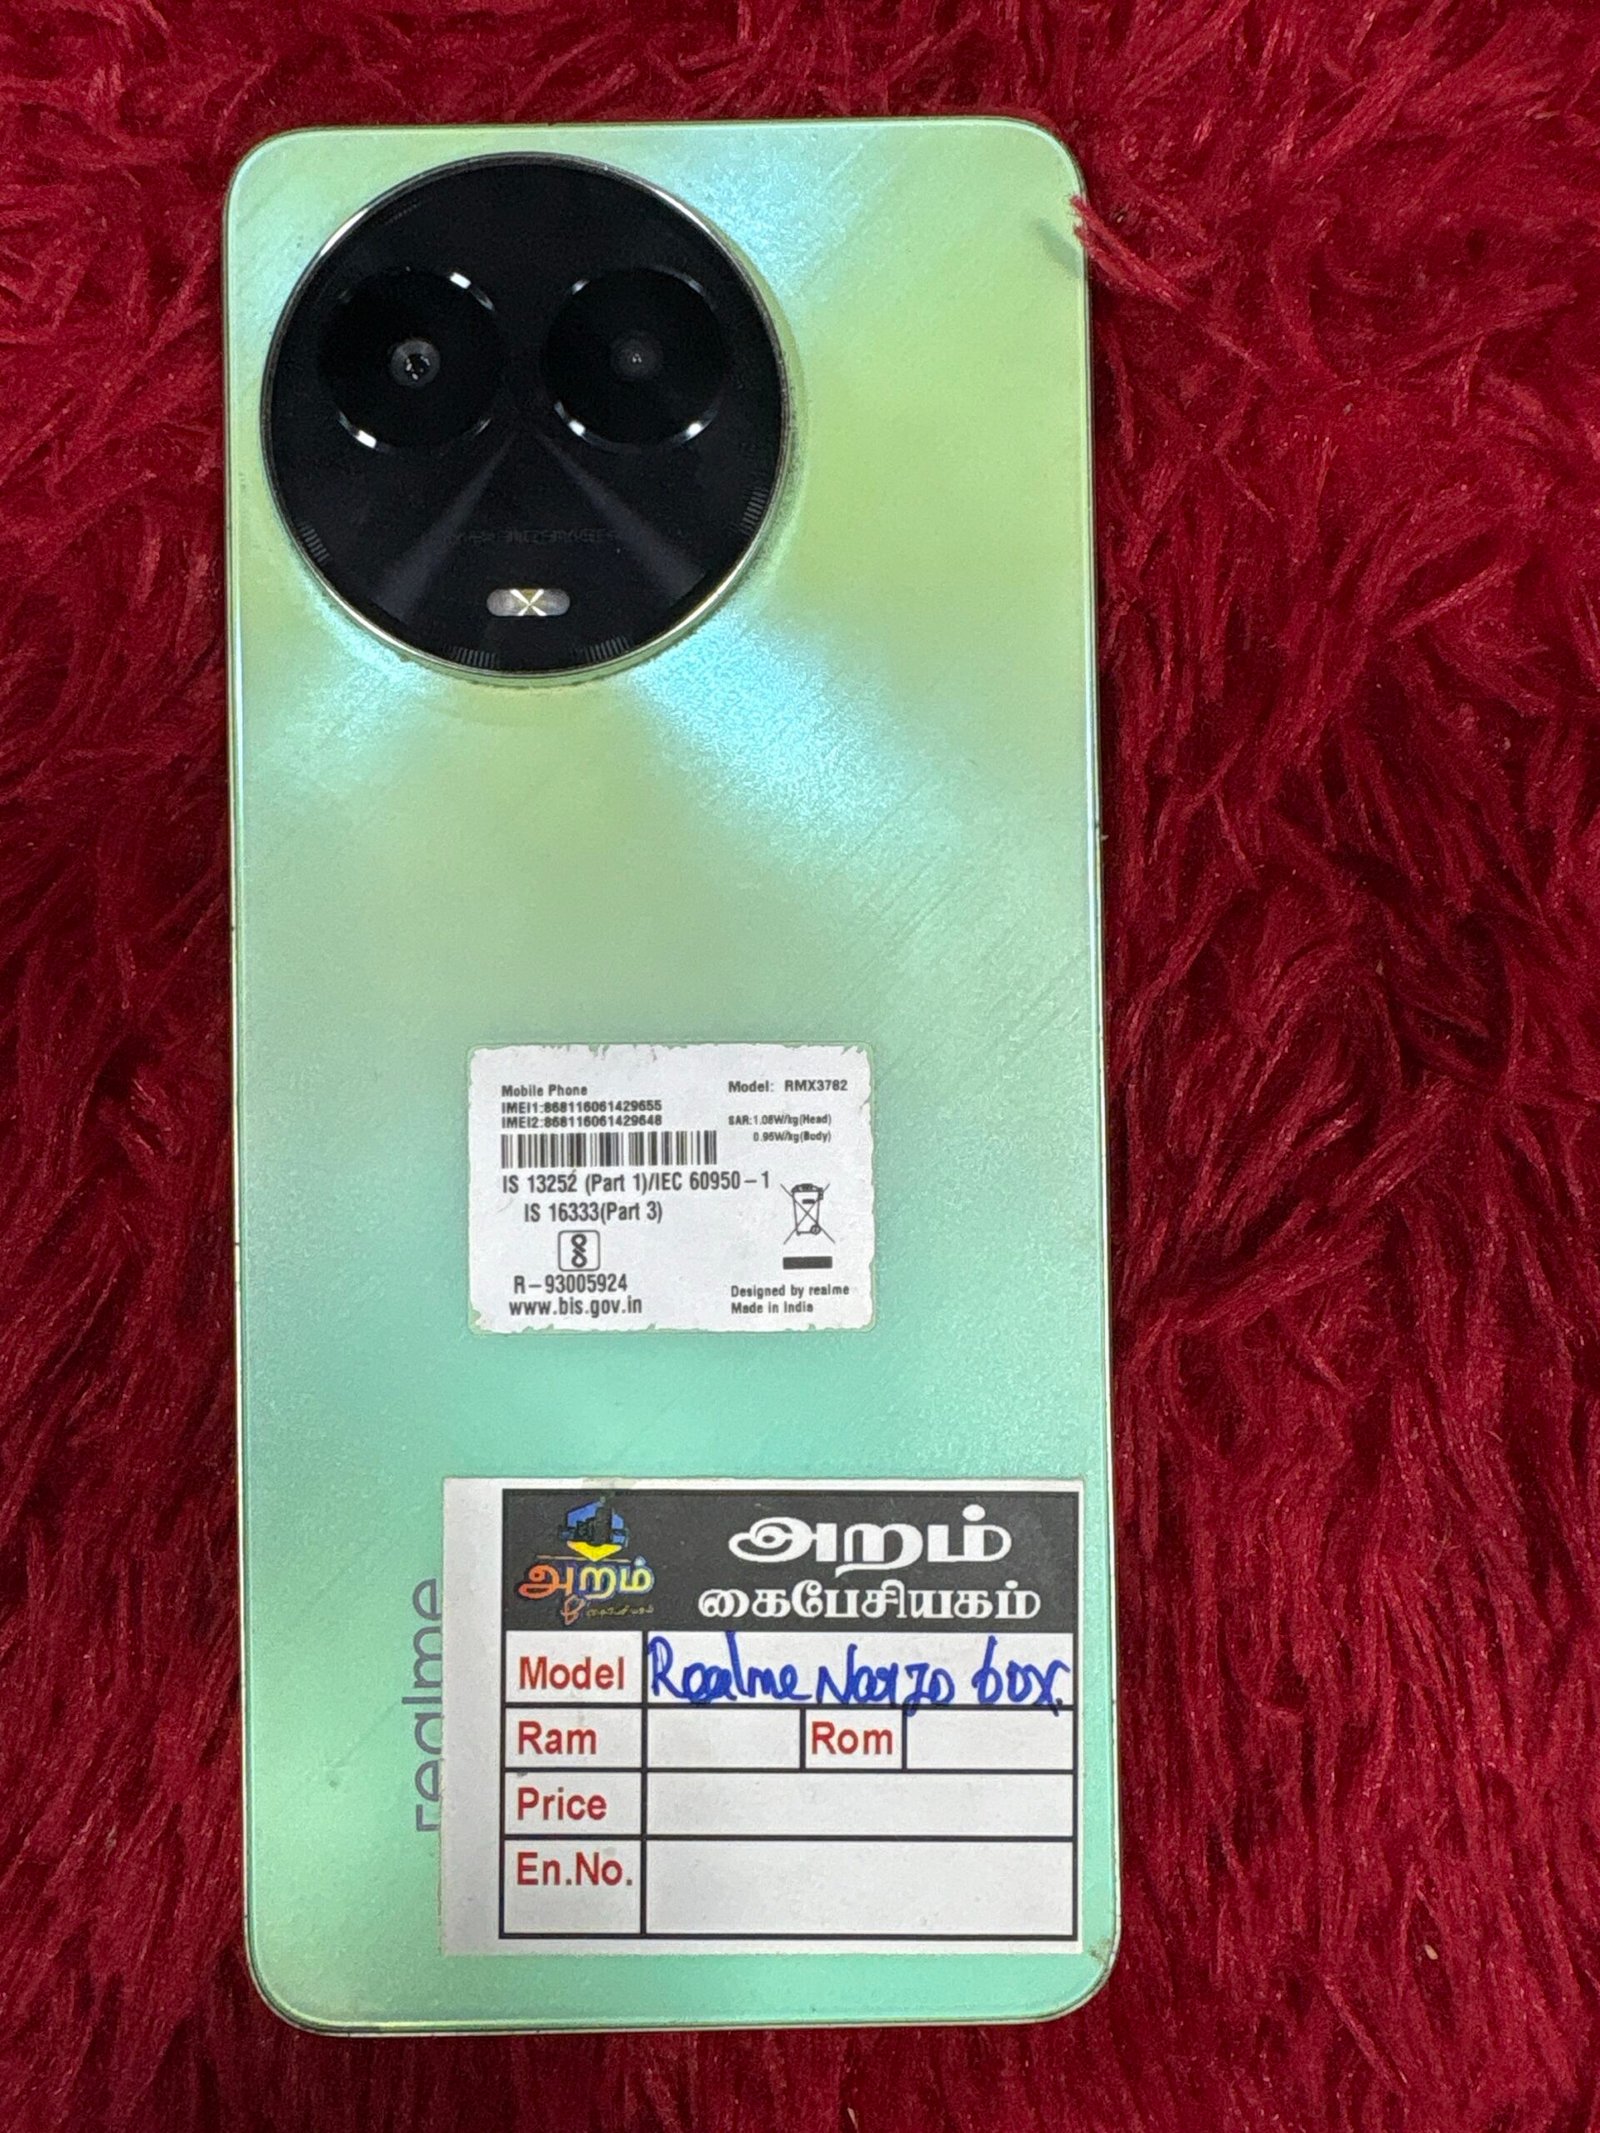 Mobile Phone
Model: RMX3782
IMEI1:868116061429655
IMEI2:868116061429648
SAR:1.08W/kg(Head)
0.96W/kg(Body)
IS 13252 (Part 1)/IEC 60950-1
IS 16333(Part 3)
R-93005924
www.bis.gov.in
Designed by realme
Made in India
realme
அறம்
அறம்
கைபேசியகம்
Model Realme Narzo 60x
Ram Rom
Price
En.No.